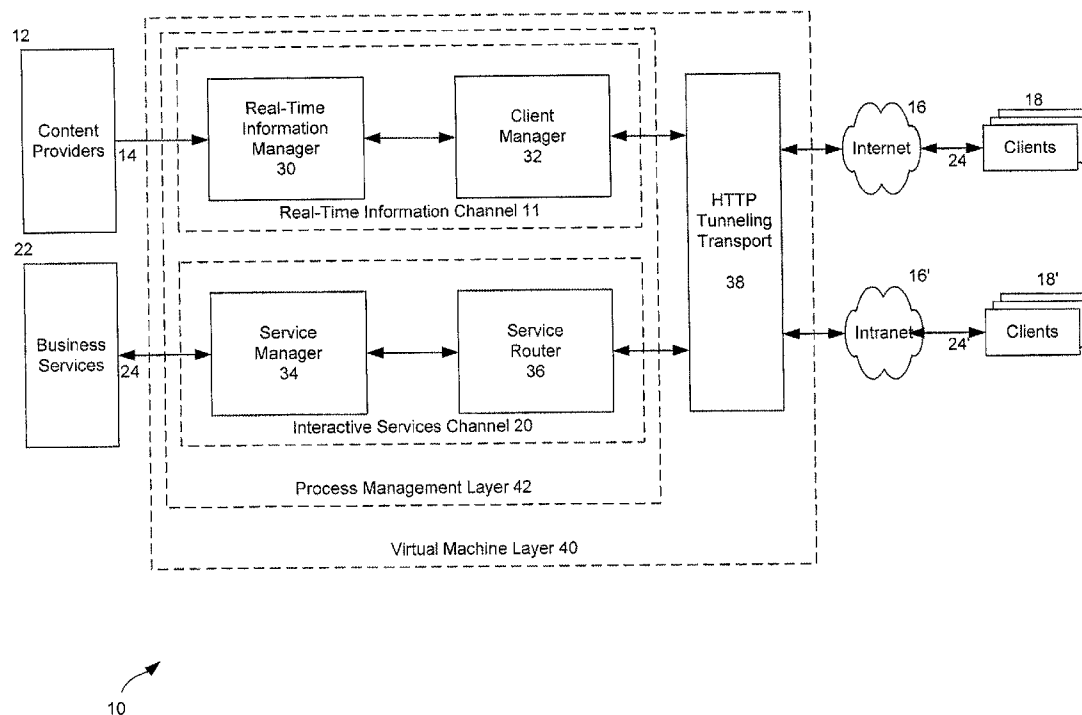 12
Content
Providers
14
Real-Time
Information
Manager
30
Client
Manager
32
Real-Time Information Channel 11
22
Business
Services
24
Service
Manager
34
Service
Router
36
Interactive Services Channel 20
Process Management Layer 42
Virtual Machine Layer 40
HTTP
Tunneling
Transport
38
16
Internet
24
18
Clients
16'
Intranet
24'
18'
Clients
10